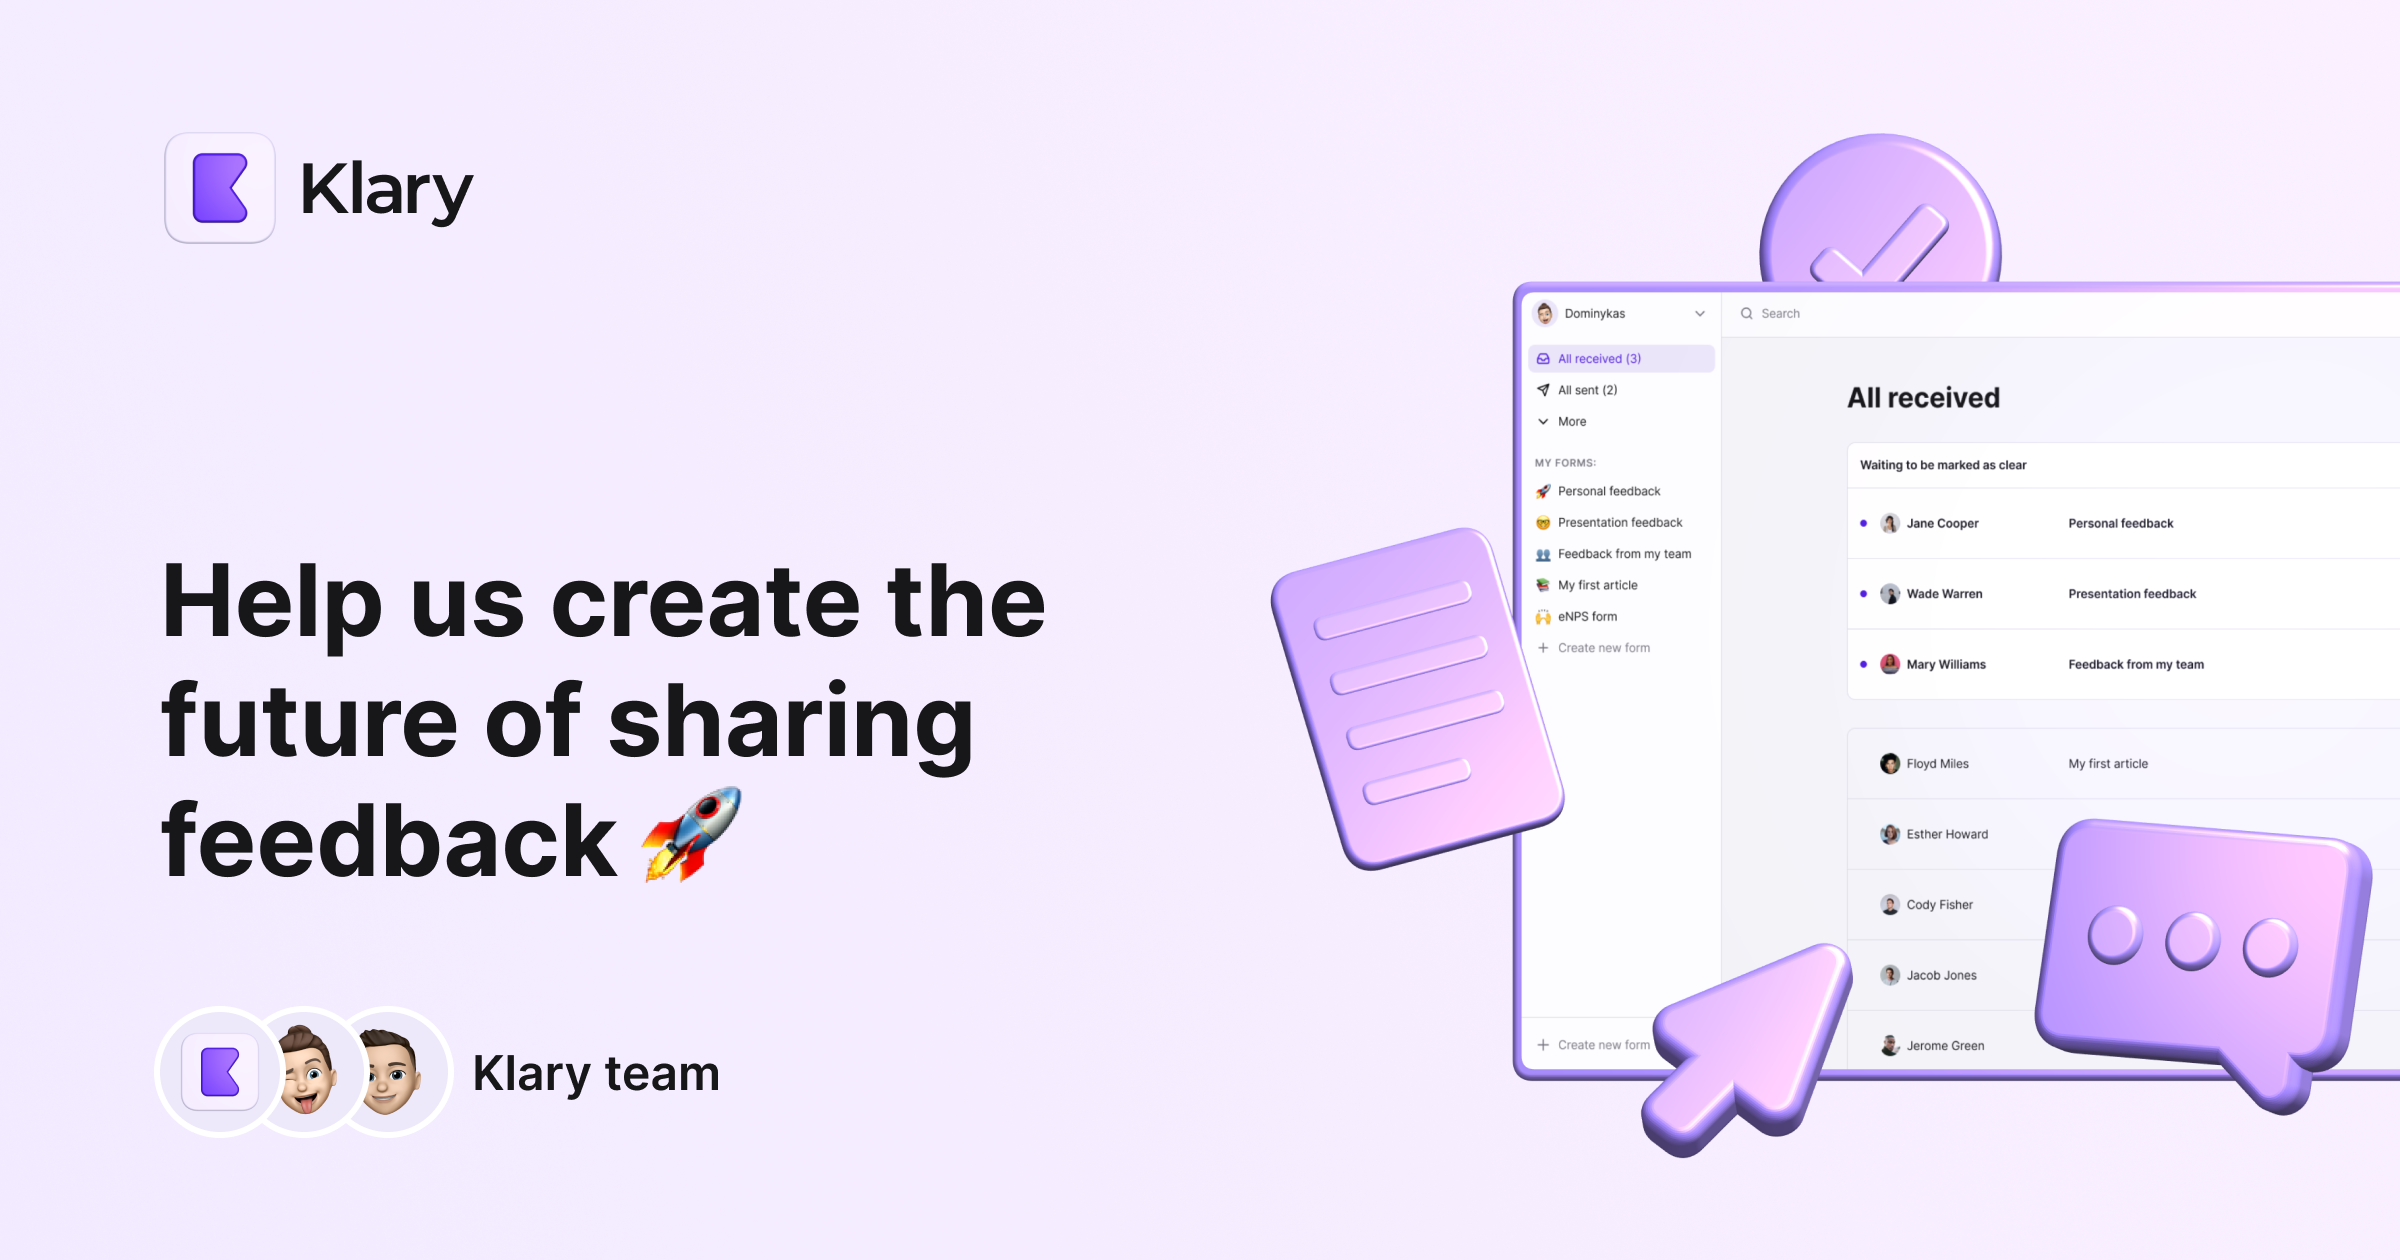 Klary
Help us create the
future of sharing
feedback 🚀
Klary team
Dominykas
All received (3)
All sent (2)
More
MY FORMS:
Personal feedback
Presentation feedback
Feedback from my team
My first article
eNPS form
Create new form
Create new form
Search
All received
Waiting to be marked as clear
Jane Cooper Personal feedback
Wade Warren Presentation feedback
Mary Williams Feedback from my team
Floyd Miles My first article
Esther Howard
Cody Fisher
Jacob Jones
Jerome Green